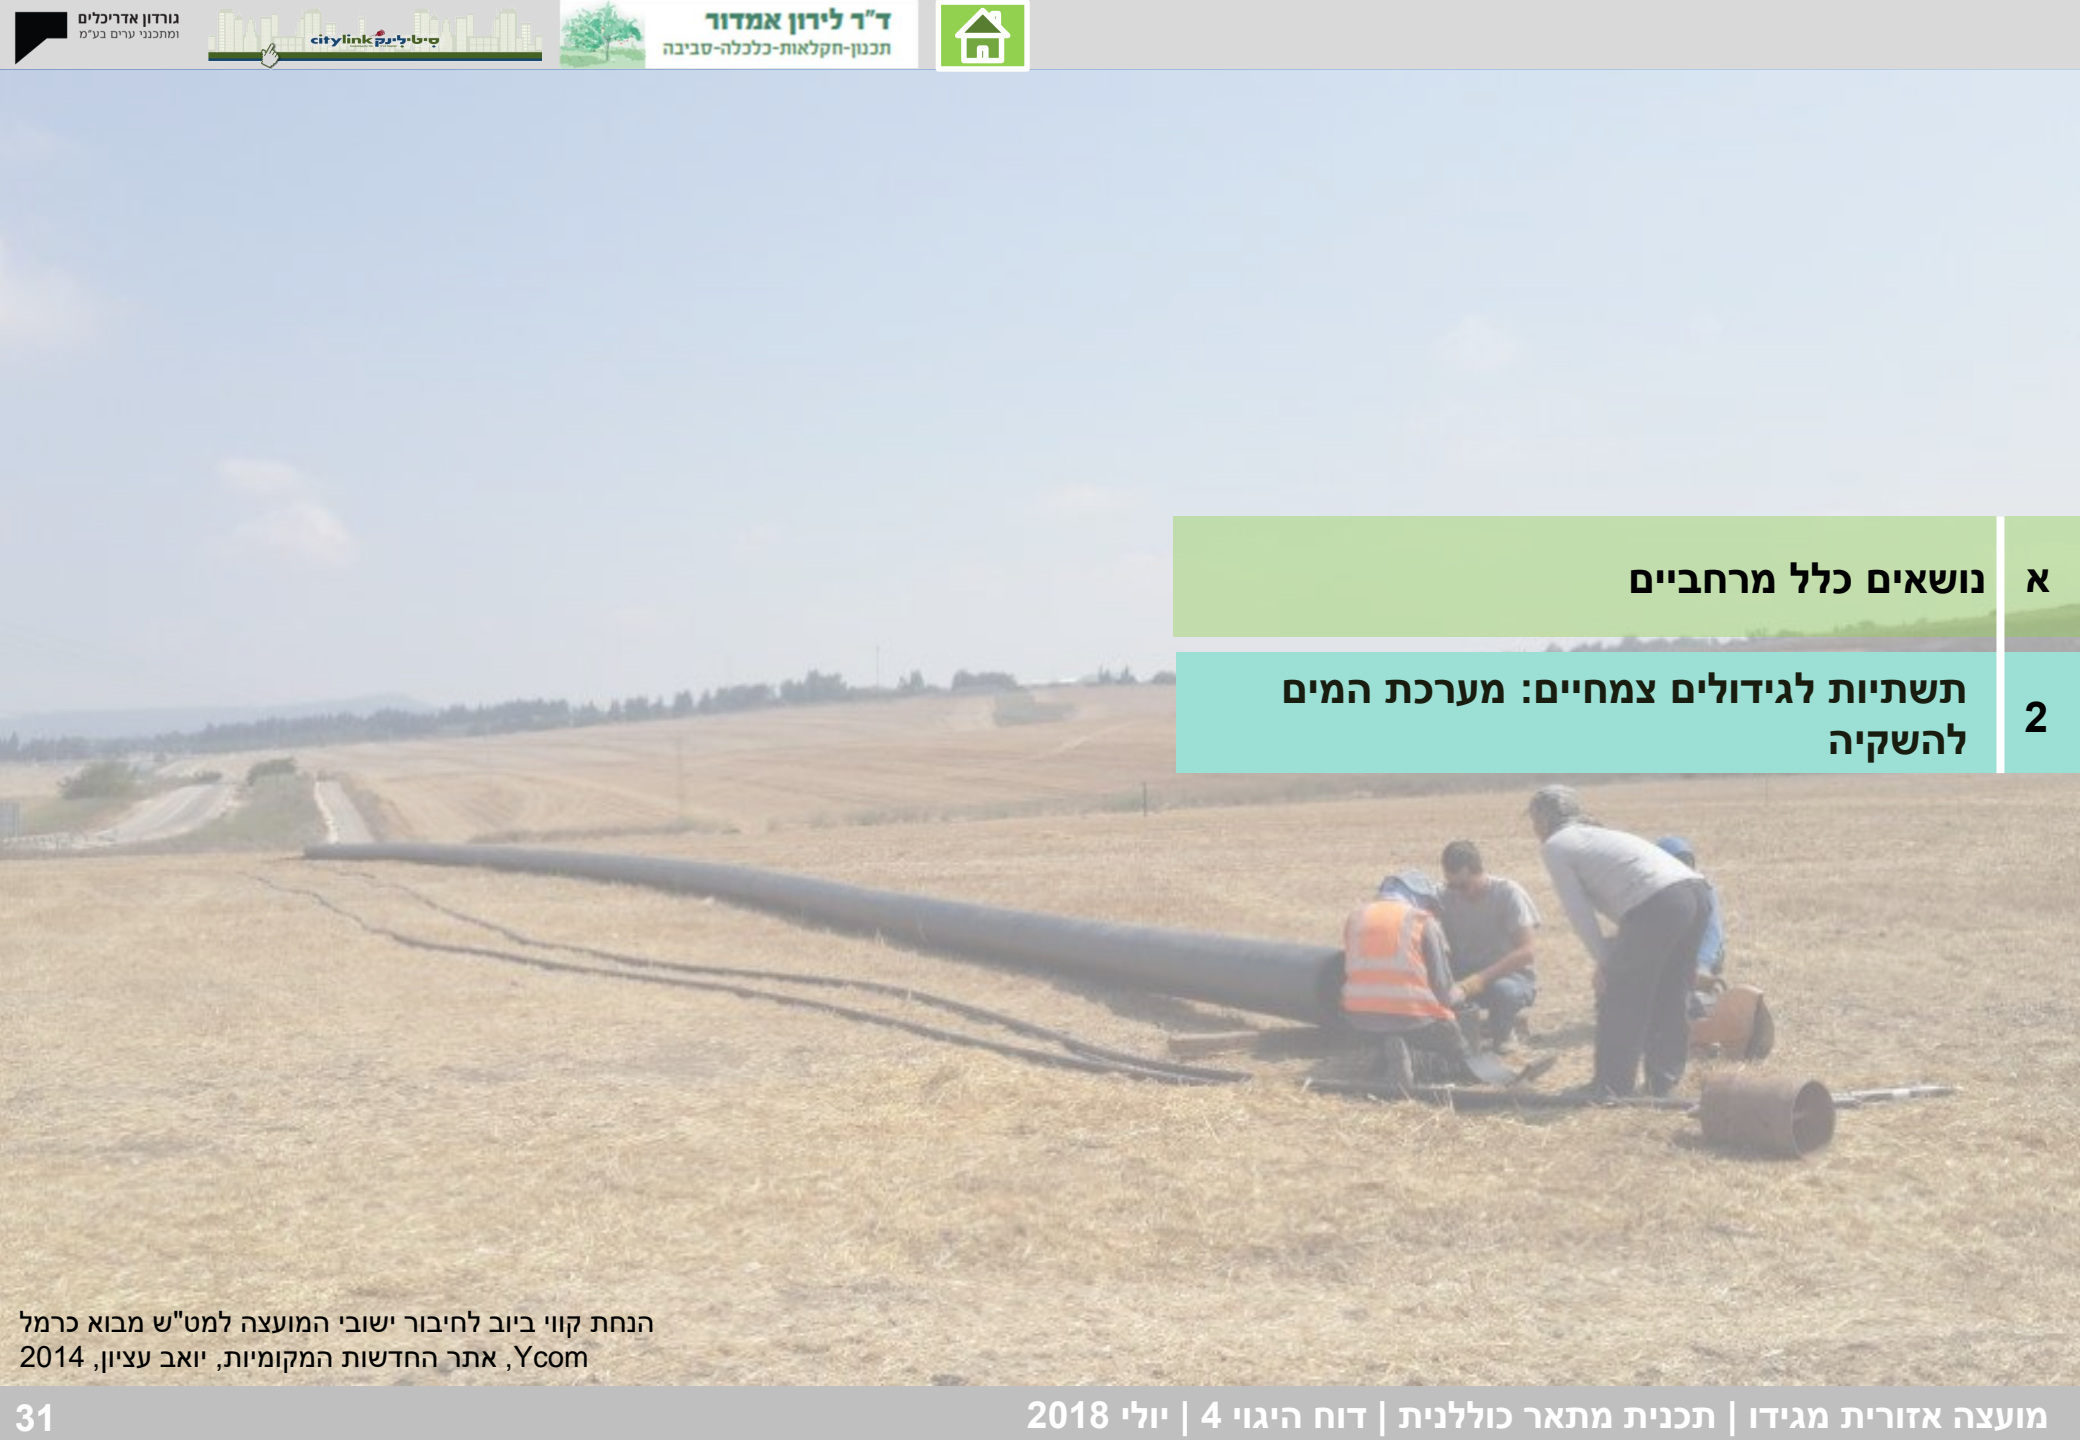 גורדון אדריכלים
ומתכנני ערים בע"מ
citylink סיטי-לינק
ד"ר לירון אמדור
תכנון-חקלאות-כלכלה-סביבה
א נושאים כלל מרחביים
2 תשתיות לגידולים צמחיים: מערכת המים
להשקיה
הנחת קווי ביוב לחיבור ישובי המועצה למט"ש מבוא כרמל
Ycom, אתר החדשות המקומיות, יואב עציון, 2014
מועצה אזורית מגידו | תכנית מתאר כוללנית | דוח היגוי 4 | יולי 2018
31